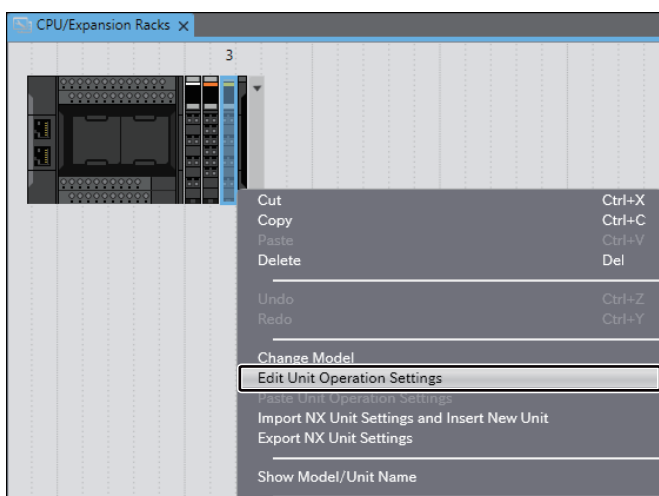 CPU/Expansion Racks
3
Cut Ctrl+X
Copy Ctrl+C
Paste Ctrl+V
Delete Del
Undo Ctrl+Z
Redo Ctrl+Y
Change Model
Edit Unit Operation Settings
Paste Unit Operation Settings
Import NX Unit Settings and Insert New Unit
Export NX Unit Settings
Show Model/Unit Name